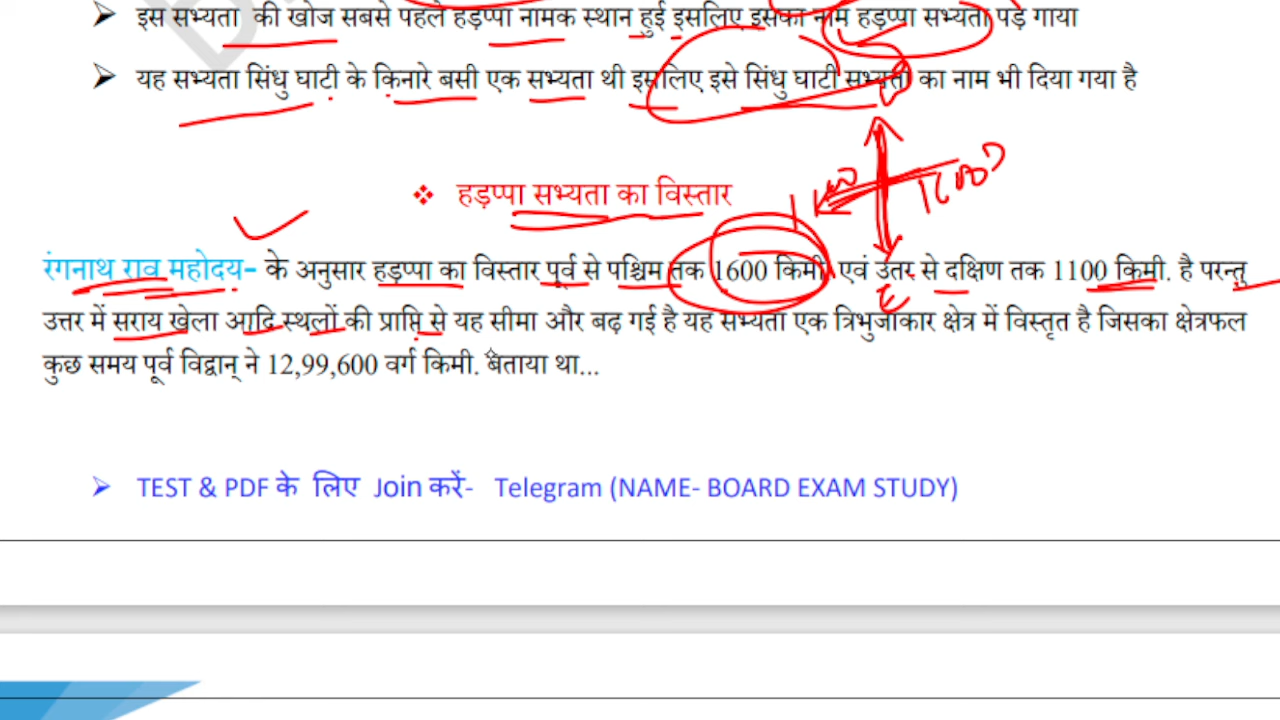 ➢ इस सभ्यता की खोज सबसे पहले हड़प्पा नामक स्थान हुई इसलिए इसका नाम हड़प्पा सभ्यता पड़े गाया
➢ यह सभ्यता सिंधु घाटी के किनारे बसी एक सभ्यता थी इसलिए इसे सिंधु घाटी सभ्यता का नाम भी दिया गया है
❖ हड़प्पा सभ्यता का विस्तार
रंगनाथ राव महोदय- के अनुसार हड़प्पा का विस्तार पूर्व से पश्चिम तक 1600 किमी. एवं उतर से दक्षिण तक 1100 किमी. है परन्तु
उत्तर में सराय खेला आदि स्थलों की प्राप्ति से यह सीमा और बढ़ गई है यह सभ्यता एक त्रिभुजाकार क्षेत्र में विस्तृत है जिसका क्षेत्रफल
कुछ समय पूर्व विद्वान् ने 12,99,600 वर्ग किमी. बताया था...
➢ TEST & PDF के लिए Join करें- Telegram (NAME- BOARD EXAM STUDY)